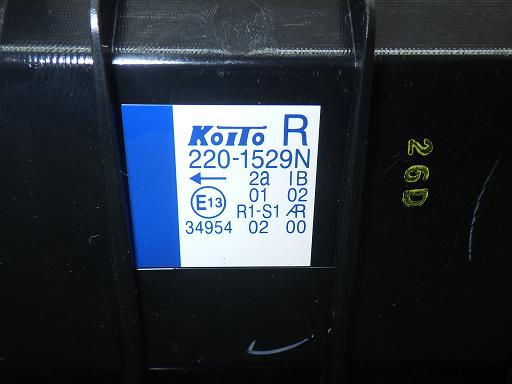 KOITO R
220-1529N
← 2a IB
01 02
E13 R1-S1 AR
34954 02 00
26D